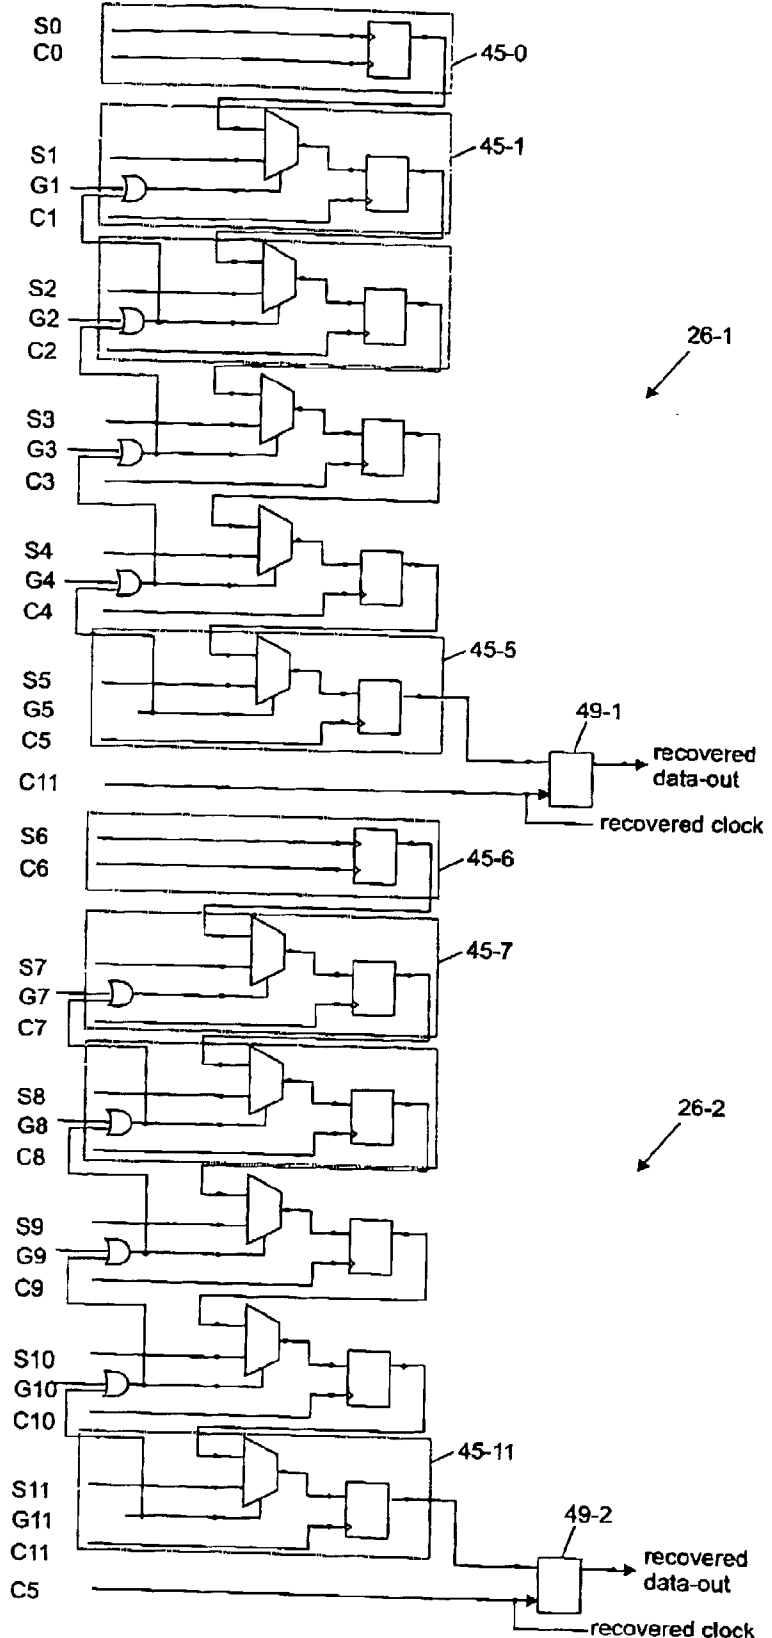 S0
C0
45-0
S1
G1
C1
45-1
S2
G2
C2
26-1
S3
G3
C3
S4
G4
C4
S5
G5
C5
45-5
49-1
recovered
data-out
C11
recovered clock
S6
C6
45-6
S7
G7
C7
45-7
S8
G8
C8
26-2
S9
G9
C9
S10
G10
C10
S11
G11
C11
45-11
49-2
recovered
data-out
C5
recovered clock